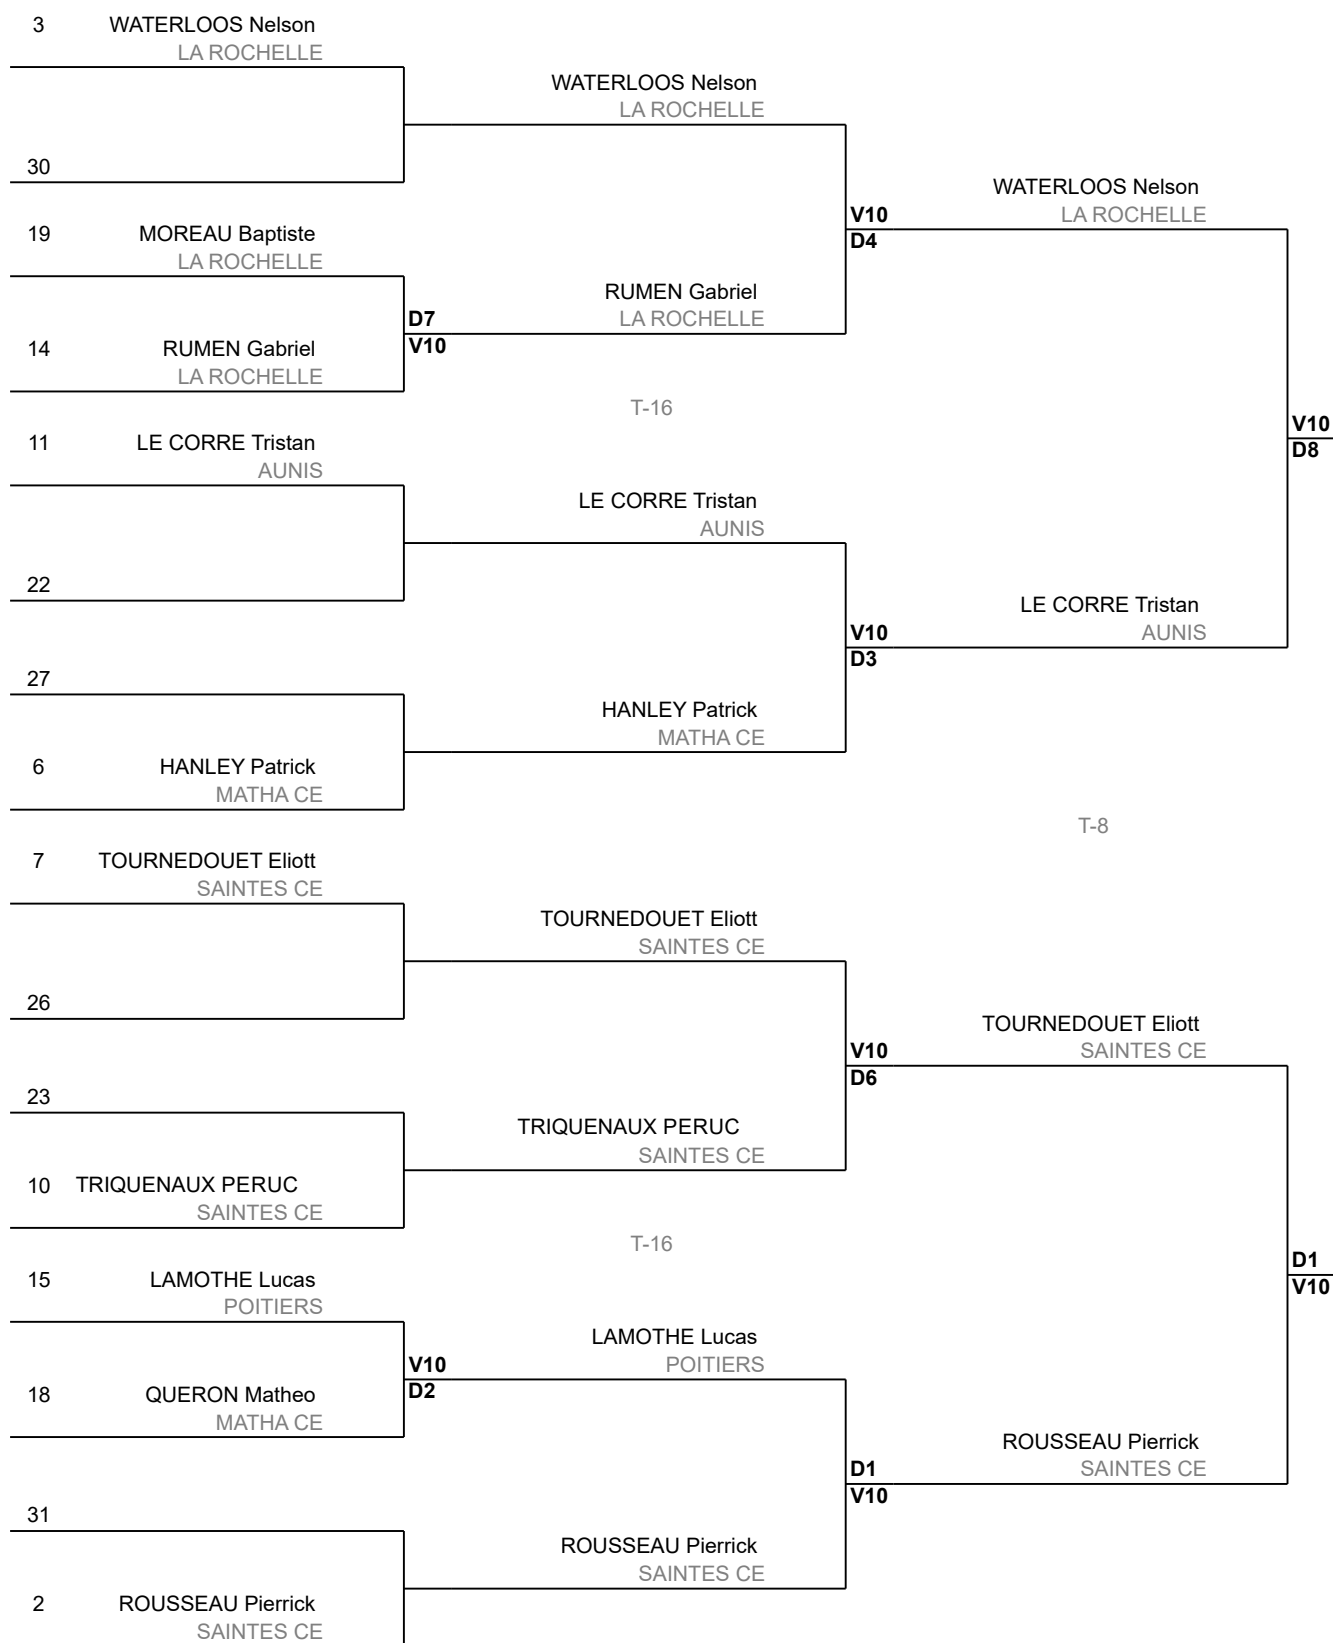 3 WATERLOOS Nelson
LA ROCHELLE
30
19 MOREAU Baptiste
LA ROCHELLE
14 RUMEN Gabriel
LA ROCHELLE
11 LE CORRE Tristan
AUNIS
22
27
6 HANLEY Patrick
MATHA CE
7 TOURNEDOUET Eliott
SAINTES CE
26
23
10 TRIQUENAUX PERUC
SAINTES CE
15 LAMOTHE Lucas
POITIERS
18 QUERON Matheo
MATHA CE
31
2 ROUSSEAU Pierrick
SAINTES CE
WATERLOOS Nelson
LA ROCHELLE
D7
V10
RUMEN Gabriel
LA ROCHELLE
T-16
LE CORRE Tristan
AUNIS
HANLEY Patrick
MATHA CE
TOURNEDOUET Eliott
SAINTES CE
TRIQUENAUX PERUC
SAINTES CE
T-16
V10
D2
LAMOTHE Lucas
POITIERS
ROUSSEAU Pierrick
SAINTES CE
V10
D4
WATERLOOS Nelson
LA ROCHELLE
V10
D3
LE CORRE Tristan
AUNIS
T-8
V10
D6
TOURNEDOUET Eliott
SAINTES CE
D1
V10
ROUSSEAU Pierrick
SAINTES CE
V10
D8
D1
V10